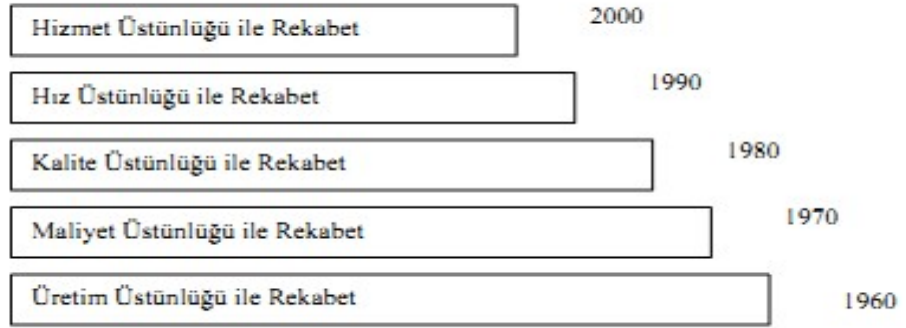 Hizmet Üstünlüğü ile Rekabet 2000
Hız Üstünlüğü ile Rekabet 1990
Kalite Üstünlüğü ile Rekabet 1980
Maliyet Üstünlüğü ile Rekabet 1970
Üretim Üstünlüğü ile Rekabet 1960